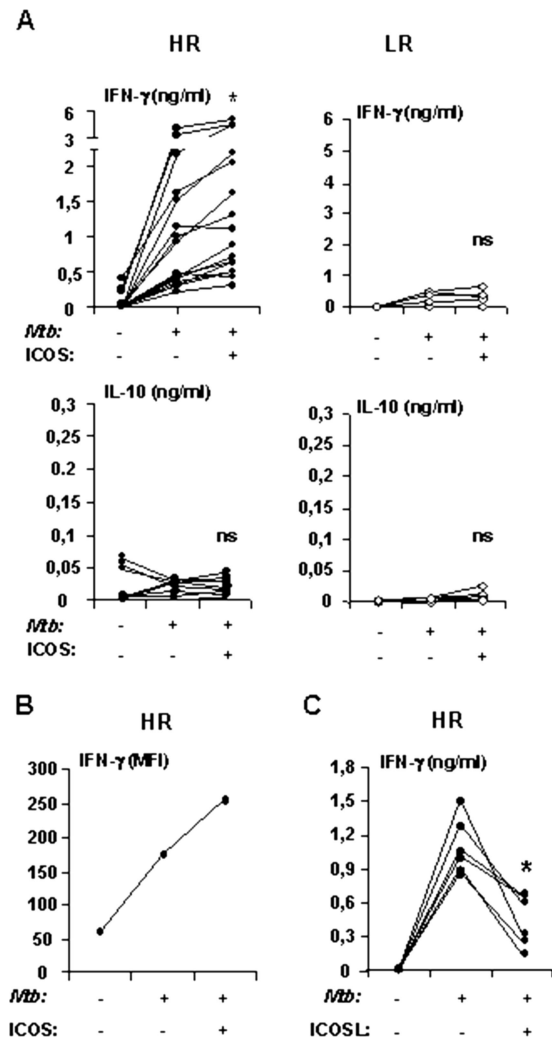 A
HR LR
IFN-γ(ng/ml) * IFN-γ(ng/ml)
6 6
3 5
2 4
1,5 3
1 2
ns
0,5 1
0 0
Mtb: - + + - + +
ICOS: - - + - - +
IL-10 (ng/ml) IL-10 (ng/ml)
0,3 0,3
0,25 0,25
0,2 0,2
0,15 0,15
0,1 ns 0,1 ns
0,05 0,05
0 0
Mtb: - + + - + +
ICOS: - - + - - +
B C
HR HR
IFN-γ(MFI) IFN-γ(ng/ml)
300 1,8
250 1,5
200 1,2
150 0,9 *
100 0,6
50 0,3
0 0
Mtb: - + + Mtb: - + +
ICOS: - - + ICOSL: - - +